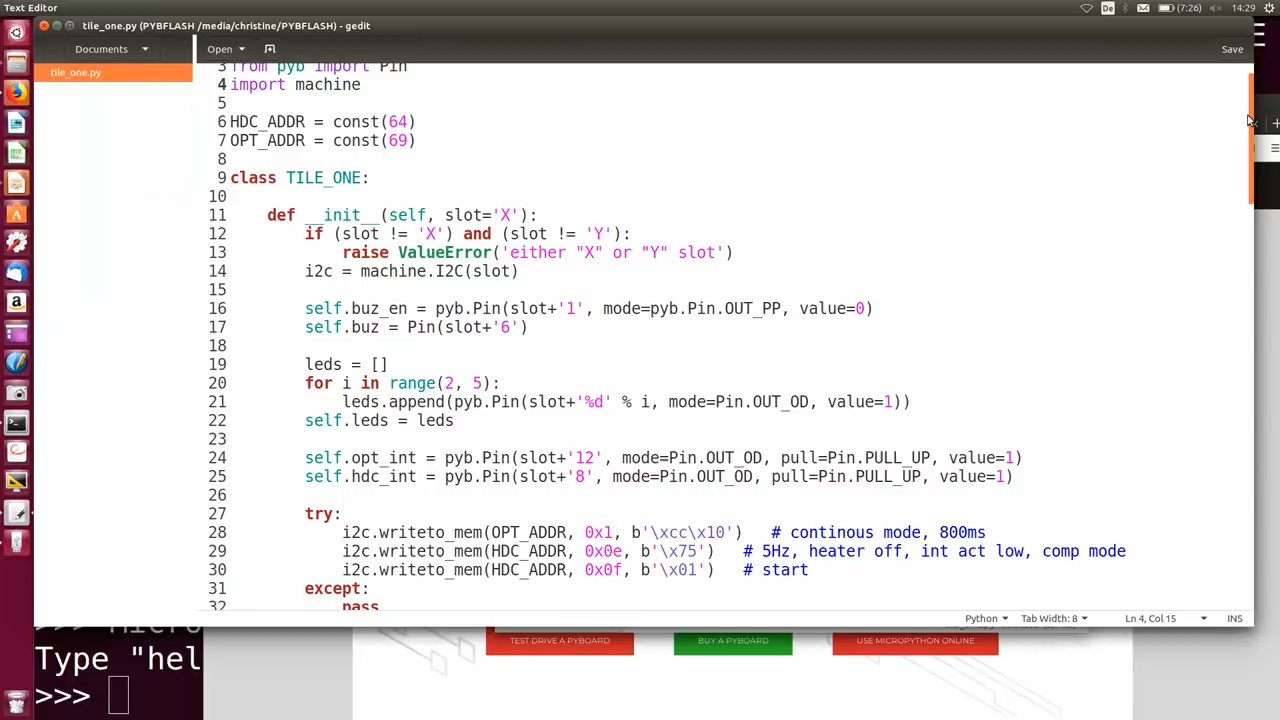 Text Editor
De
(7:26)
14:29
tile_one.py (PYBFLASH /media/christine/PYBFLASH) - gedit
Documents
Open
Save
tile_one.py
3 from pyb import Pin
4 import machine
5
6 HDC_ADDR = const(64)
7 OPT_ADDR = const(69)
8
9 class TILE_ONE:
10
11 def __init__(self, slot='X'):
12 if (slot != 'X') and (slot != 'Y'):
13 raise ValueError('either "X" or "Y" slot')
14 i2c = machine.I2C(slot)
15
16 self.buz_en = pyb.Pin(slot+'1', mode=pyb.Pin.OUT_PP, value=0)
17 self.buz = Pin(slot+'6')
18
19 leds = []
20 for i in range(2, 5):
21 leds.append(pyb.Pin(slot+'%d' % i, mode=Pin.OUT_OD, value=1))
22 self.leds = leds
23
24 self.opt_int = pyb.Pin(slot+'12', mode=Pin.OUT_OD, pull=Pin.PULL_UP, value=1)
25 self.hdc_int = pyb.Pin(slot+'8', mode=Pin.OUT_OD, pull=Pin.PULL_UP, value=1)
26
27 try:
28 i2c.writeto_mem(OPT_ADDR, 0x1, b'\xcc\x10') # continous mode, 800ms
29 i2c.writeto_mem(HDC_ADDR, 0x0e, b'\x75') # 5Hz, heater off, int act low, comp mode
30 i2c.writeto_mem(HDC_ADDR, 0x0f, b'\x01') # start
31 except:
32 pass
Python
Tab Width: 8
Ln 4, Col 15
INS
TEST DRIVE A PYBOARD
BUY A PYBOARD
USE MICROPYTHON ONLINE
Type "hel
>>>